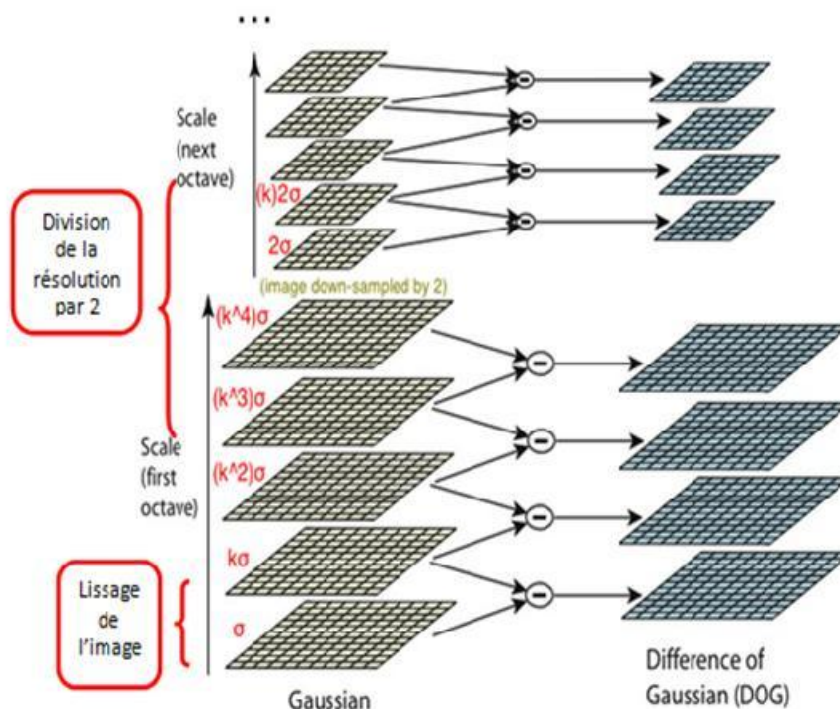 ...
Scale
(next
octave)
(k)2σ
2σ
(image down-sampled by 2)
Division
de la
résolution
par 2
(k^4)σ
(k^3)σ
Scale
(first
octave)
(k^2)σ
kσ
σ
Lissage
de
l'image
Gaussian
Difference of
Gaussian (DOG)